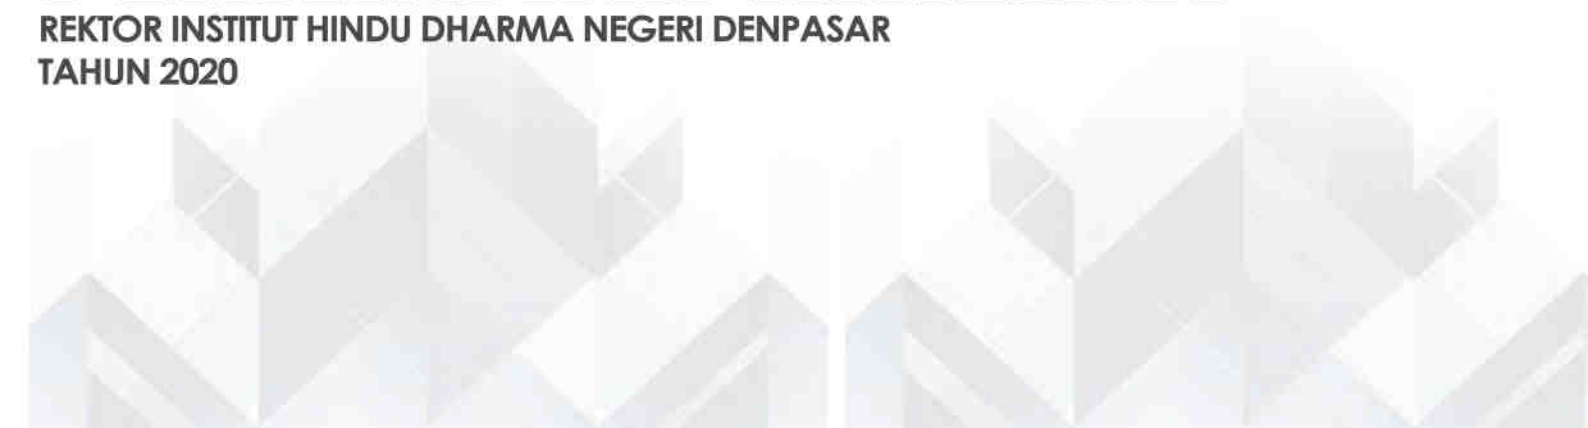 REKTOR INSTITUT HINDU DHARMA NEGERI DENPASAR
TAHUN 2020